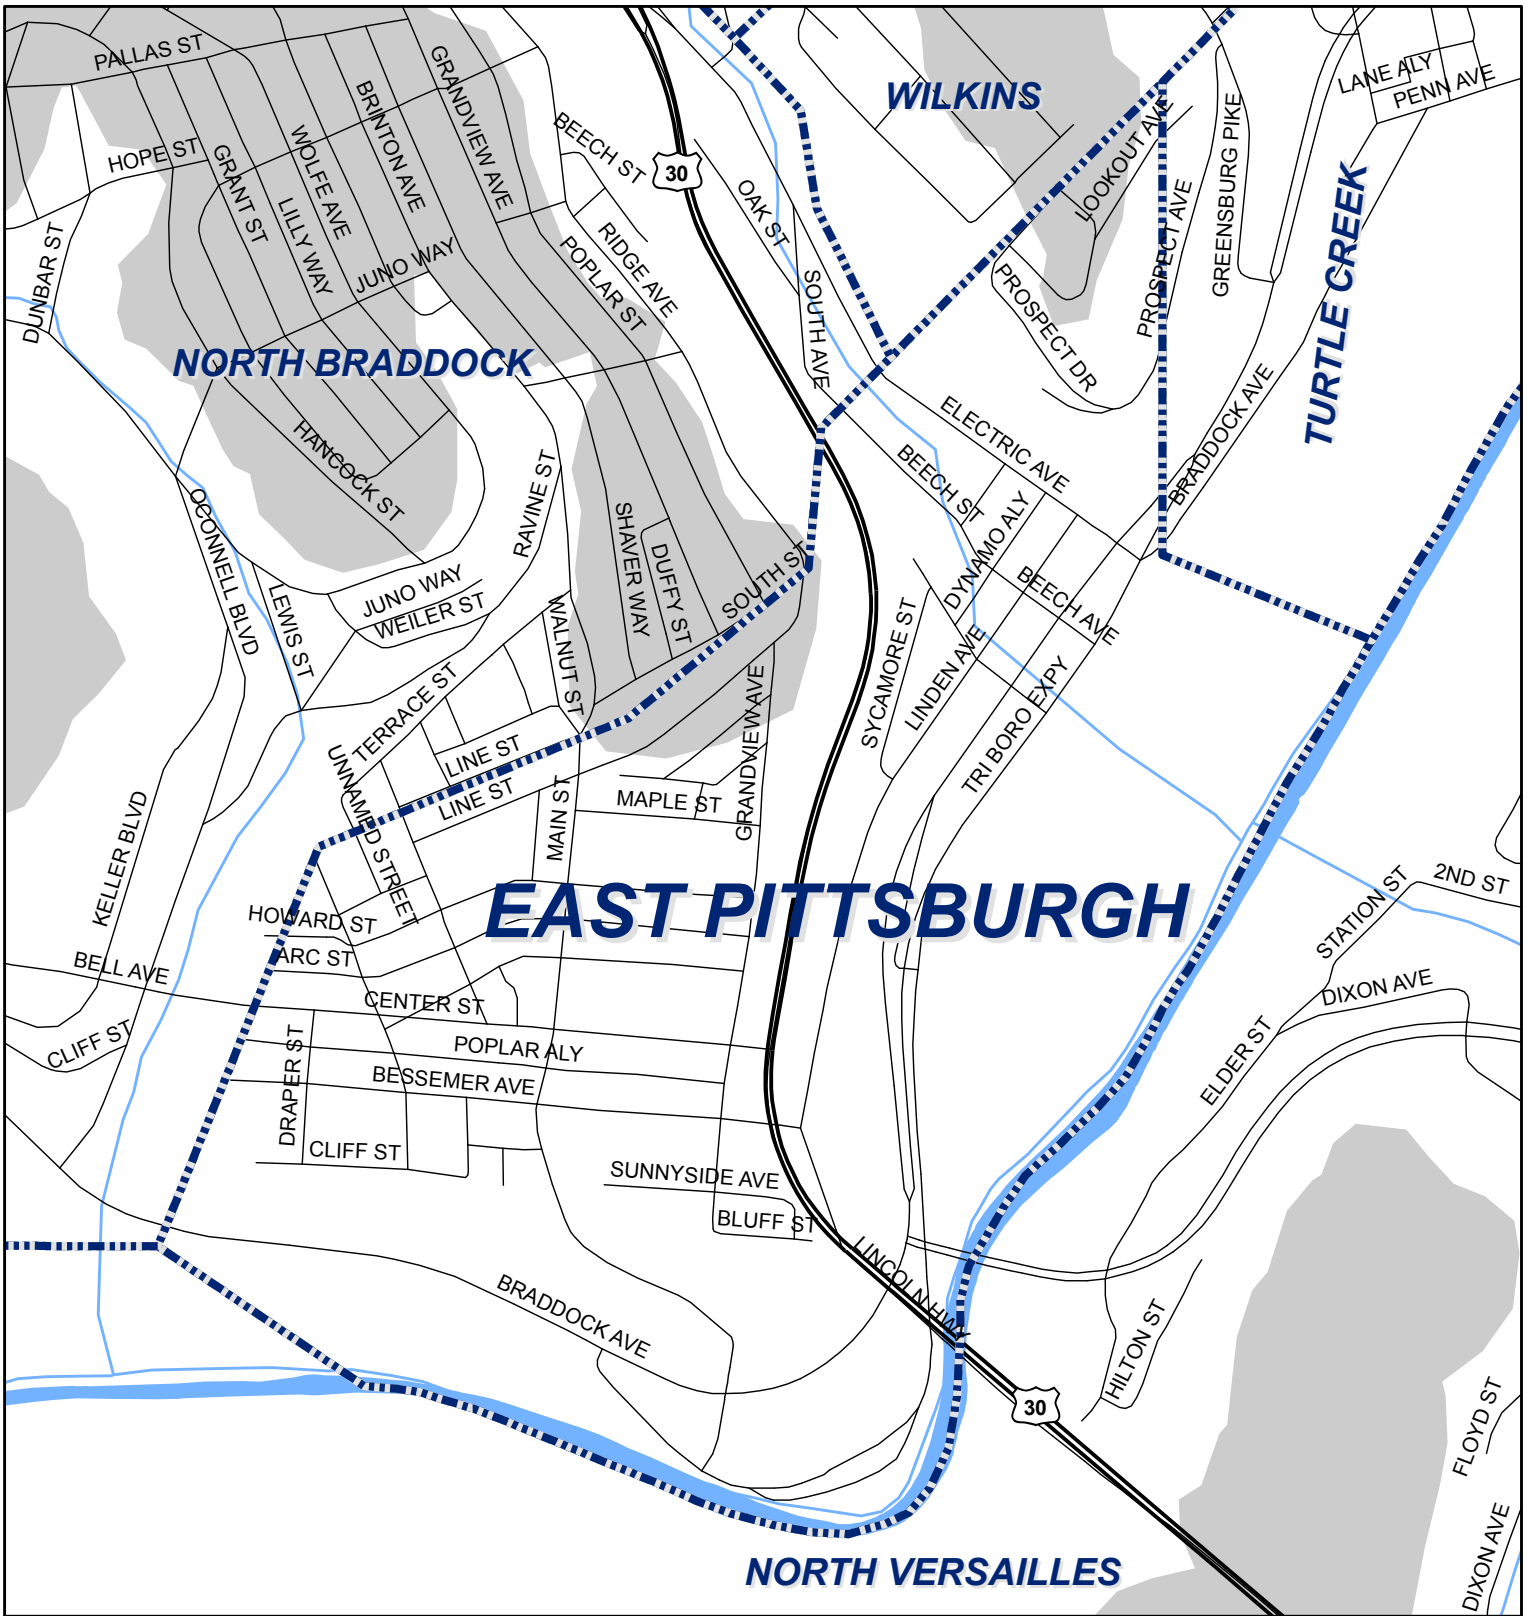 PALLAS ST
GRANDVIEW AVE
WILKINS
LANE ALY
PENN AVE
BRINTON AVE
BEECH ST
30
LOOKOUT AVE
GREENSBURG PIKE
HOPE ST
WOLFE AVE
GRANT ST
LILLY WAY
OAK ST
TURTLE CREEK
DUNBAR ST
JUNO WAY
RIDGE AVE
POPLAR ST
SOUTH AVE
PROSPECT AVE
PROSPECT DR
NORTH BRADDOCK
HANCOCK ST
ELECTRIC AVE
BRADDOCK AVE
BEECH ST
OCONNELL BLVD
RAVINE ST
SHAVER WAY
DUFFY ST
SOUTH ST
DYNAMO ALY
BEECH AVE
JUNO WAY
WEILER ST
LEWIS ST
WALNUT ST
SYCAMORE ST
LINDEN AVE
TRI BORO EXPY
TERRACE ST
GRANDVIEW AVE
LINE ST
LINE ST
UNNAMED STREET
MAIN ST
MAPLE ST
KELLER BLVD
EAST PITTSBURGH
2ND ST
STATION ST
HOWARD ST
ARC ST
BELL AVE
CENTER ST
DIXON AVE
CLIFF ST
POPLAR ALY
ELDER ST
DRAPER ST
BESSEMER AVE
CLIFF ST
SUNNYSIDE AVE
BLUFF ST
LINCOLN HWY
BRADDOCK AVE
HILTON ST
30
FLOYD ST
DIXON AVE
NORTH VERSAILLES